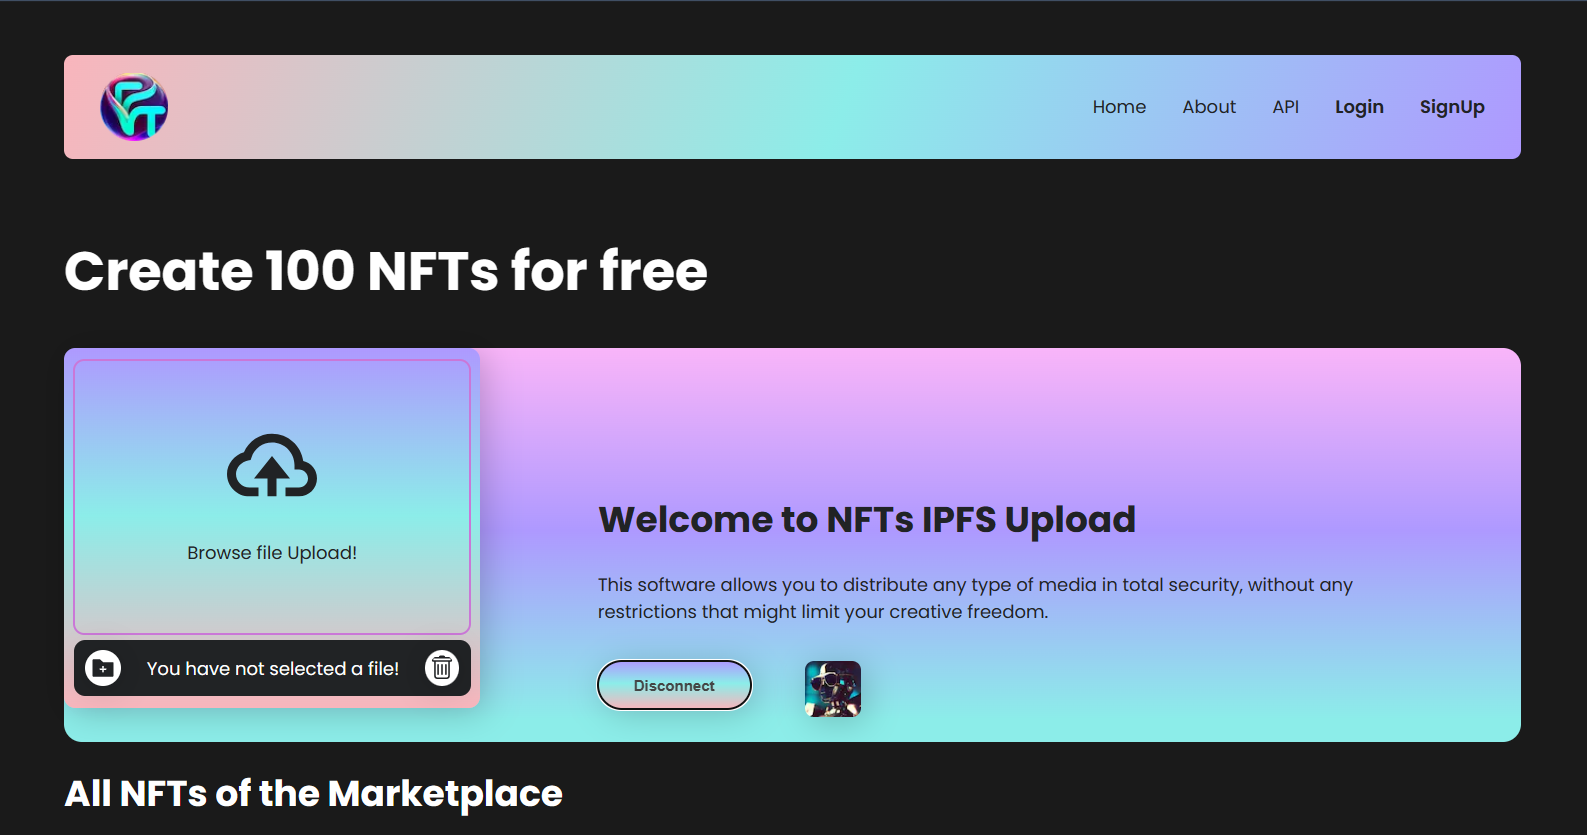 Home About API Login SignUp
Create 100 NFTs for free
Browse file Upload!
You have not selected a file!
Welcome to NFTs IPFS Upload
This software allows you to distribute any type of media in total security, without any
restrictions that might limit your creative freedom.
Disconnect
All NFTs of the Marketplace